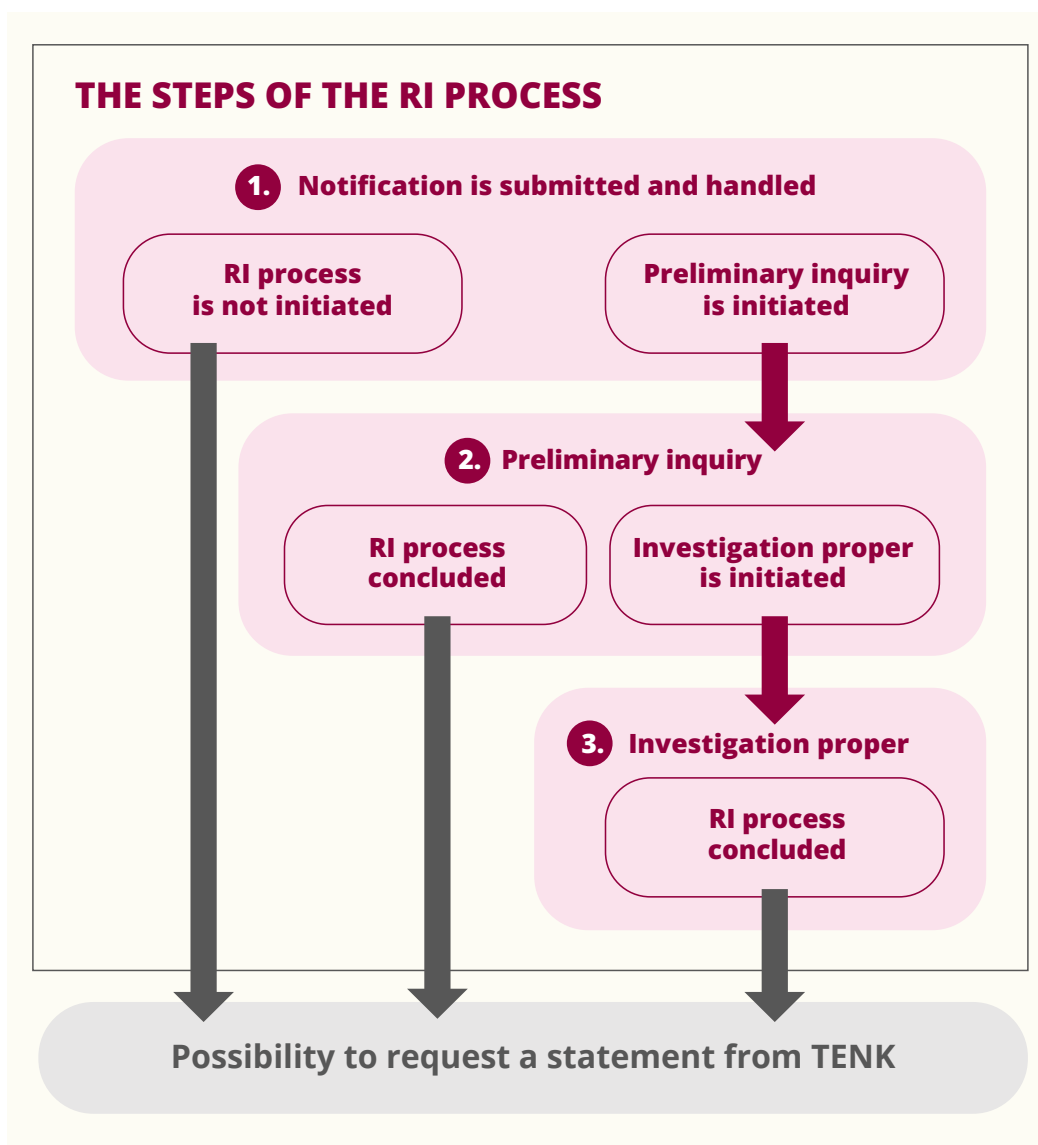 THE STEPS OF THE RI PROCESS
1. Notification is submitted and handled
RI process
is not initiated
Preliminary inquiry
is initiated
2. Preliminary inquiry
RI process
concluded
Investigation proper
is initiated
3. Investigation proper
RI process
concluded
Possibility to request a statement from TENK